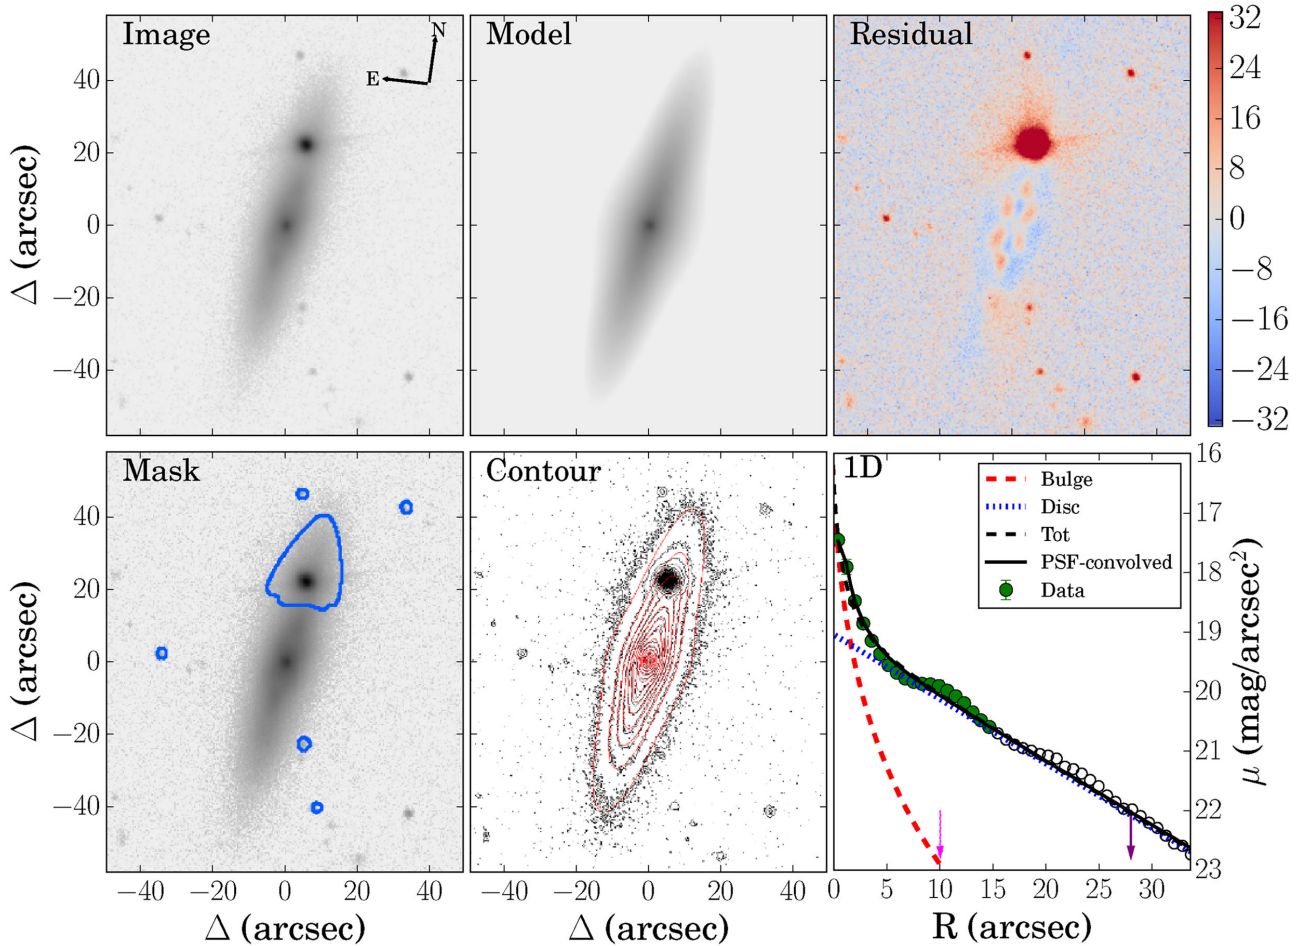 Image
N
E
Model
Residual
40
20
0
−20
−40
Δ (arcsec)
32
24
16
8
0
−8
−16
−24
−32
Mask
Contour
1D
Bulge
Disc
Tot
PSF-convolved
Data
40
20
0
−20
−40
Δ (arcsec)
16
17
18
19
20
21
22
23
μ (mag/arcsec²)
−40 −20 0 20 40
−40 −20 0 20 40
0 5 10 15 20 25 30
Δ (arcsec)
Δ (arcsec)
R (arcsec)